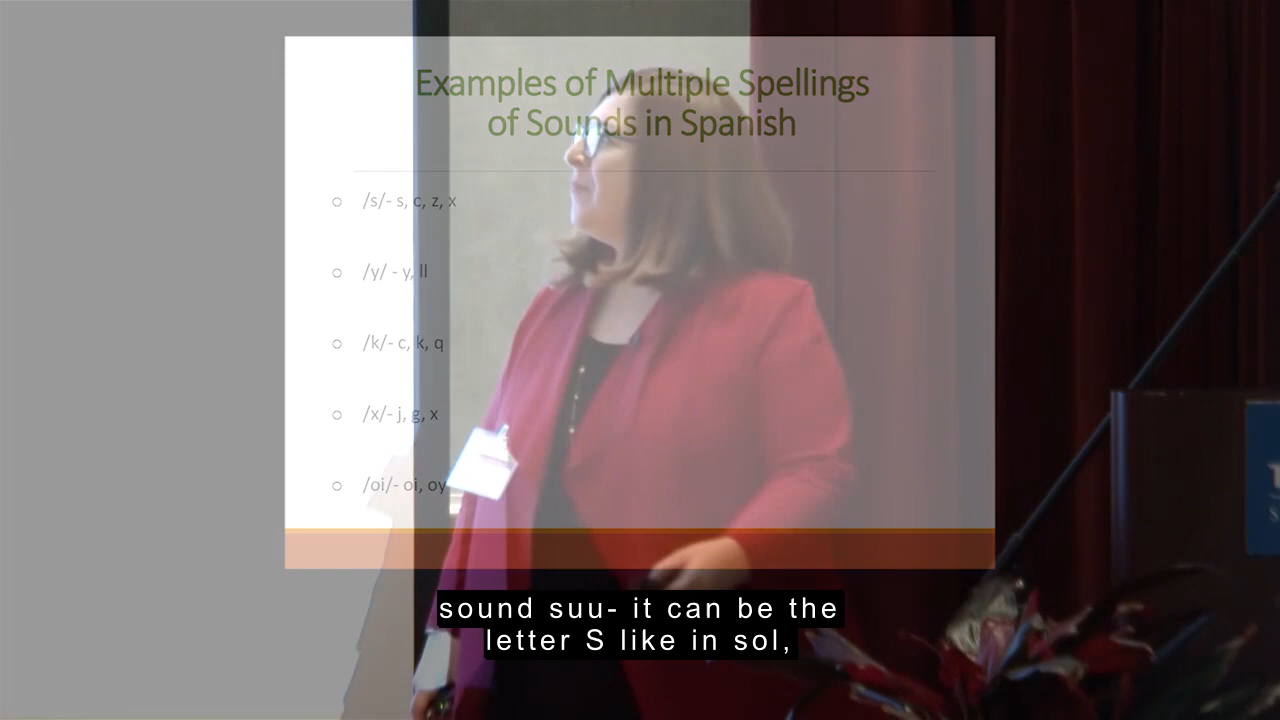 Examples of Multiple Spellings
of Sounds in Spanish
○ /s/- s, c, z, x
○ /y/ - y, ll
○ /k/- c, k, q
○ /x/- j, g, x
○ /oi/- oi, oy
sound suu- it can be the
letter S like in sol,